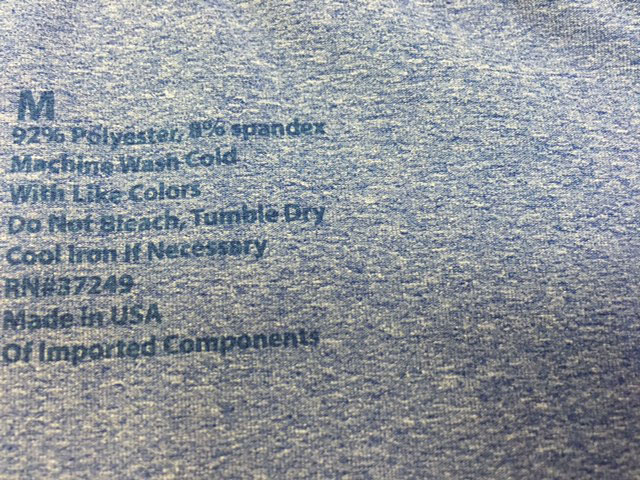 M
92% Polyester, 8% spandex
Machine Wash Cold
With Like Colors
Do Not Bleach, Tumble Dry
Cool Iron If Necessary
RN#37249
Made in USA
Of Imported Components